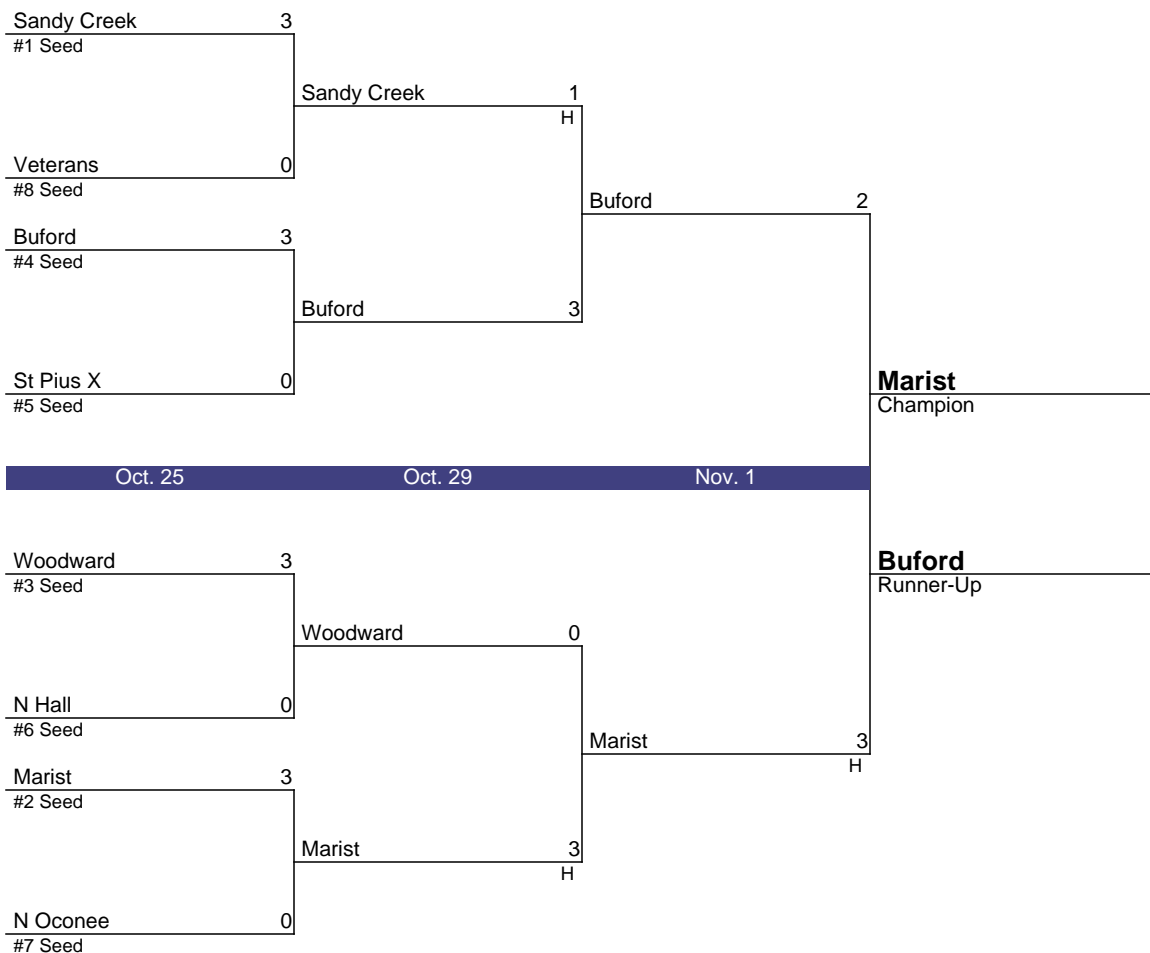 Sandy Creek 3
#1 Seed
Sandy Creek 1
H
Veterans 0
#8 Seed
Buford 2
Buford 3
#4 Seed
Buford 3
St Pius X 0
#5 Seed
Marist
Champion
Oct. 25 Oct. 29 Nov. 1
Woodward 3
#3 Seed
Buford
Runner-Up
Woodward 0
N Hall 0
#6 Seed
Marist 3
H
Marist 3
#2 Seed
Marist 3
H
N Oconee 0
#7 Seed